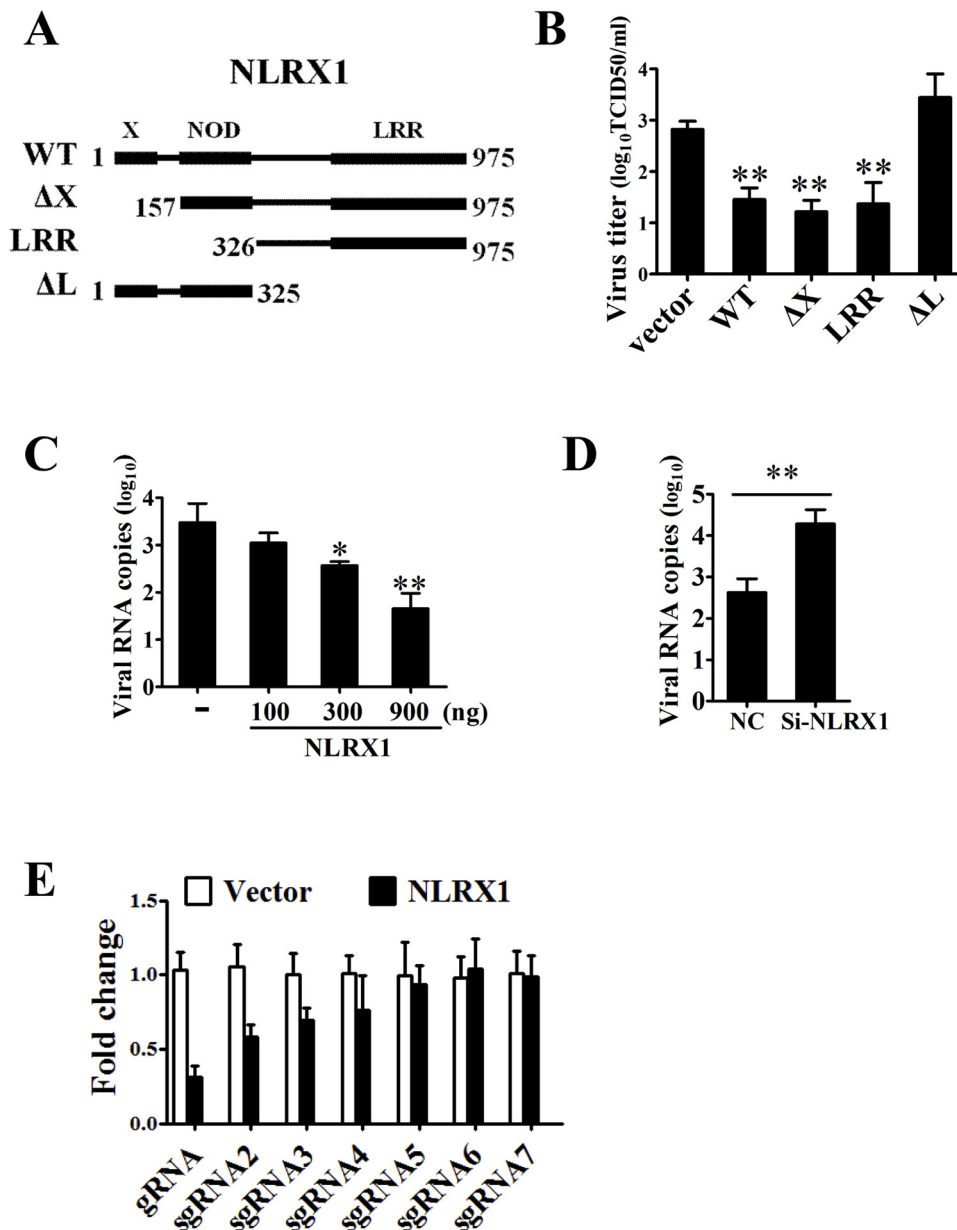 A
NLRX1
X NOD LRR
WT 1 975
ΔX 157 975
LRR 326 975
ΔL 1 325
B
Virus titer (log₁₀TCID50/ml)
4
3
2
1
0
** ** **
vector WT ΔX LRR ΔL
C
Viral RNA copies (log₁₀)
4
3
2
1
0
* **
- 100 300 900 (ng)
NLRX1
D
Viral RNA copies (log₁₀)
5
4
3
2
1
0
**
NC Si-NLRX1
E
Vector NLRX1
Fold change
1.5
1.0
0.5
0.0
gRNA sgRNA2 sgRNA3 sgRNA4 sgRNA5 sgRNA6 sgRNA7